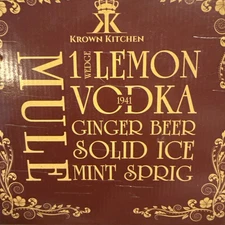 Krown Kitchen
MULE
1 WEDGE LEMON
VODKA
1941
GINGER BEER
SOLID ICE
MINT SPRIG